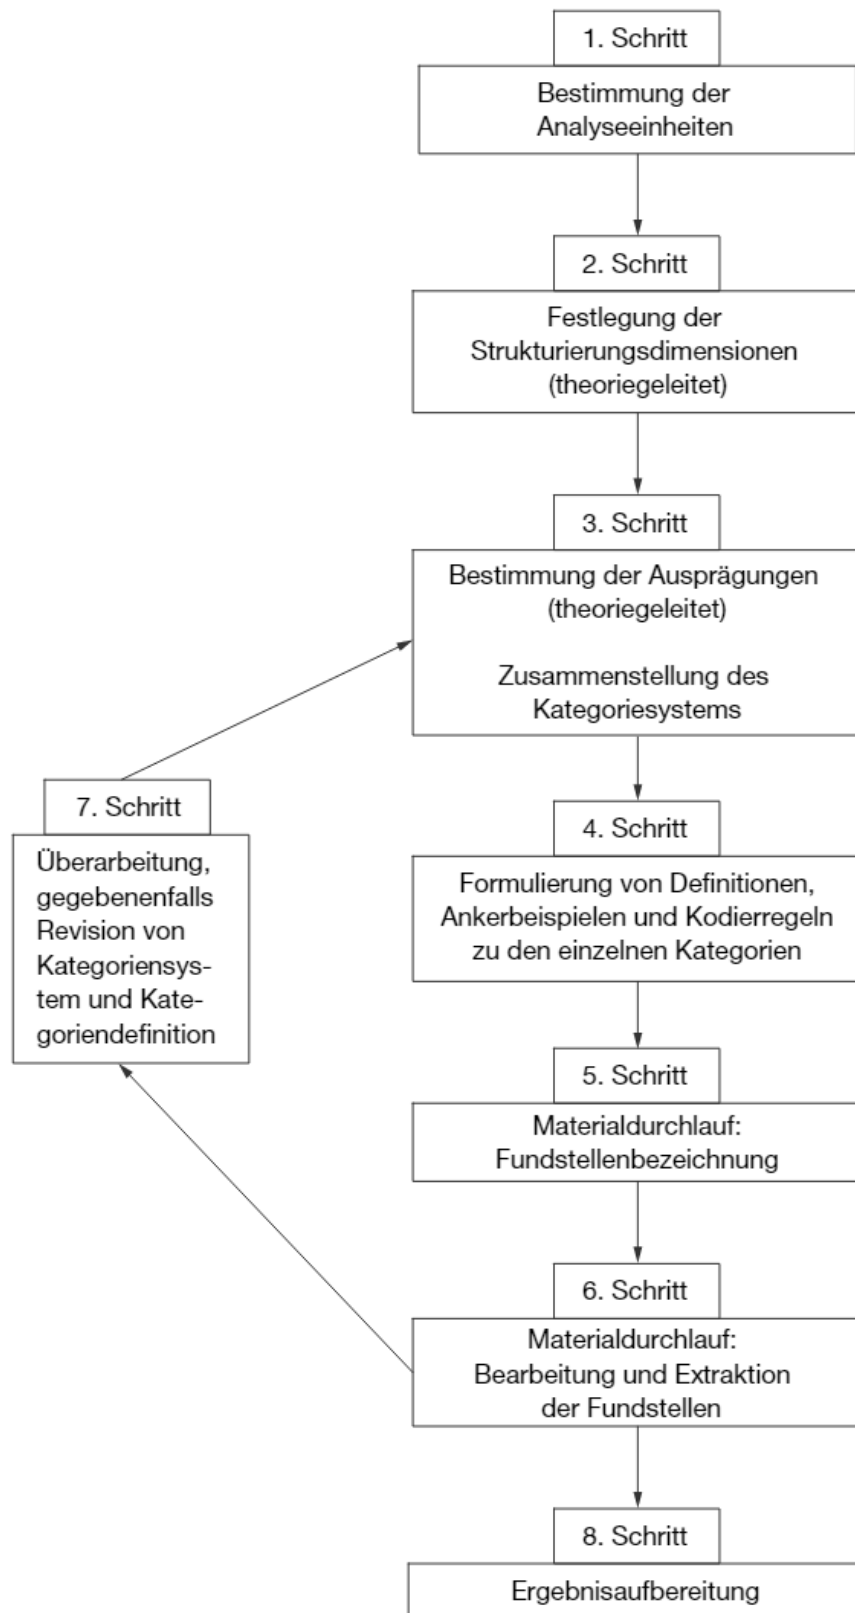 1. Schritt
Bestimmung der
Analyseeinheiten
2. Schritt
Festlegung der
Strukturierungsdimensionen
(theoriegeleitet)
3. Schritt
Bestimmung der Ausprägungen
(theoriegeleitet)
Zusammenstellung des
Kategoriesystems
4. Schritt
Formulierung von Definitionen,
Ankerbeispielen und Kodierregeln
zu den einzelnen Kategorien
5. Schritt
Materialdurchlauf:
Fundstellenbezeichnung
6. Schritt
Materialdurchlauf:
Bearbeitung und Extraktion
der Fundstellen
7. Schritt
Überarbeitung,
gegebenenfalls
Revision von
Kategoriensys-
tem und Kate-
goriendefinition
8. Schritt
Ergebnisaufbereitung